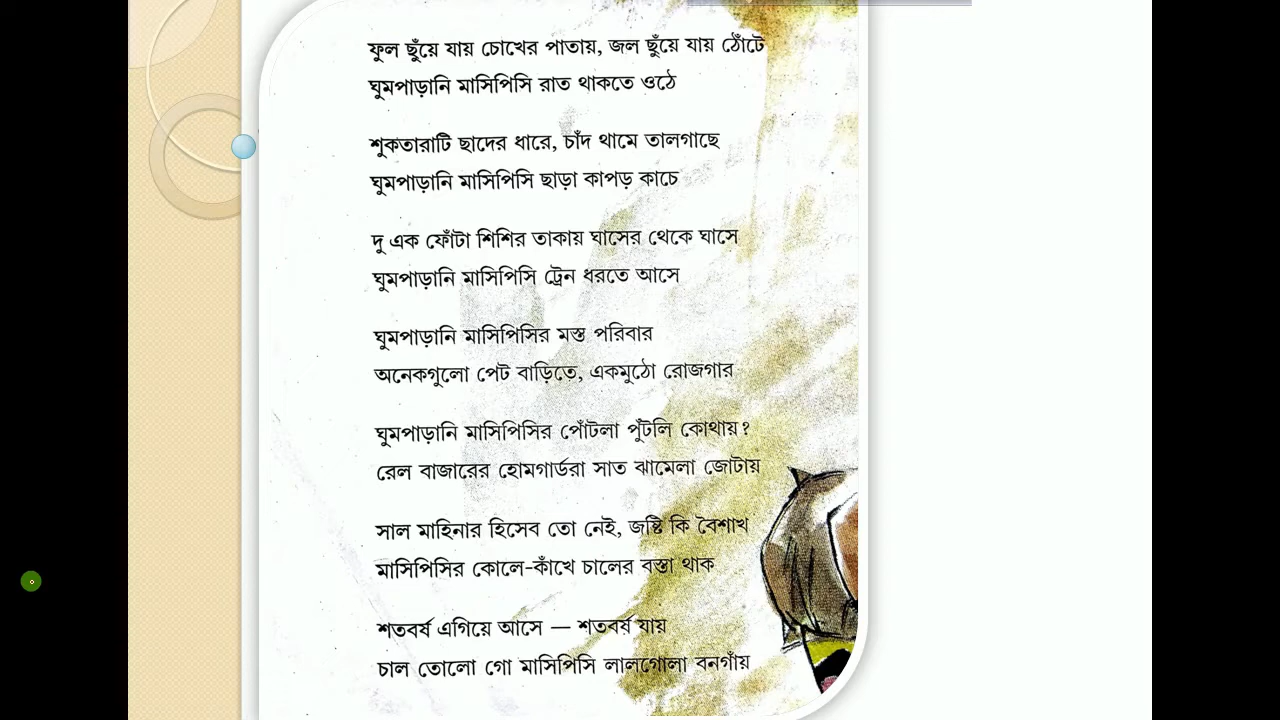 ফুল ছুঁয়ে যায় চোখের পাতায়, জল ছুঁয়ে যায় ঠোঁটে
ঘুমপাড়ানি মাসিপিসি রাত থাকতে ওঠে
শুকতারাটি ছাদের ধারে, চাঁদ থামে তালগাছে
ঘুমপাড়ানি মাসিপিসি ছাড়া কাপড় কাচে
দু এক ফোঁটা শিশির তাকায় ঘাসের থেকে ঘাসে
ঘুমপাড়ানি মাসিপিসি ট্রেন ধরতে আসে
ঘুমপাড়ানি মাসিপিসির মস্ত পরিবার
অনেকগুলো পেট বাড়িতে, একমুঠো রোজগার
ঘুমপাড়ানি মাসিপিসির পোঁটলা পুঁটলি কোথায়?
রেল বাজারের হোমগার্ডরা সাত ঝামেলা জোটায়
সাল মাহিনার হিসেব তো নেই, জষ্টি কি বৈশাখ
মাসিপিসির কোলে-কাঁখে চালের বস্তা থাক
শতবর্ষ এগিয়ে আসে — শতবর্ষ যায়
চাল তোলো গো মাসিপিসি লালগোলা বনগাঁয়